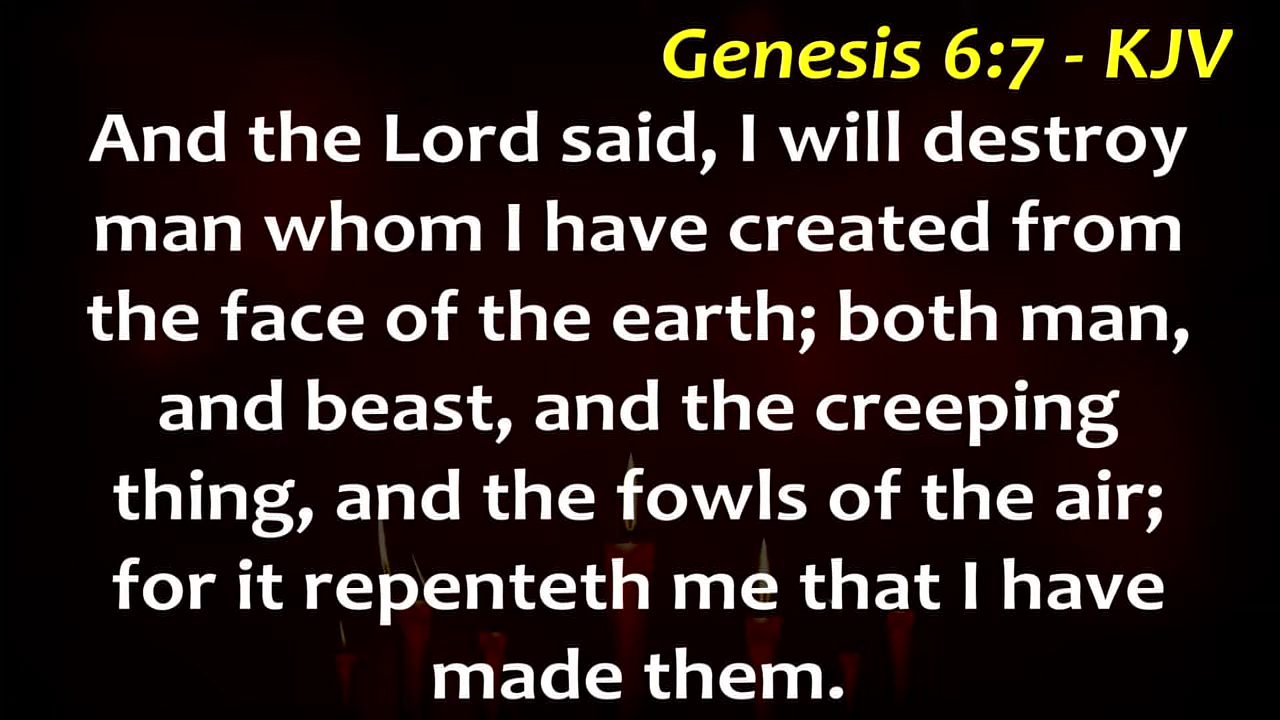 Genesis 6:7 - KJV
And the Lord said, I will destroy
man whom I have created from
the face of the earth; both man,
and beast, and the creeping
thing, and the fowls of the air;
for it repenteth me that I have
made them.